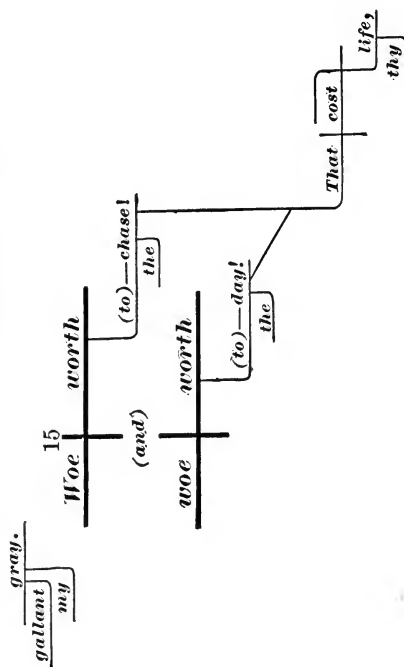 15
Woe worth
(to)—chase!
the
(and)
woe worth
(to)—day!
the
That cost
life,
thy
gray.
gallant
my